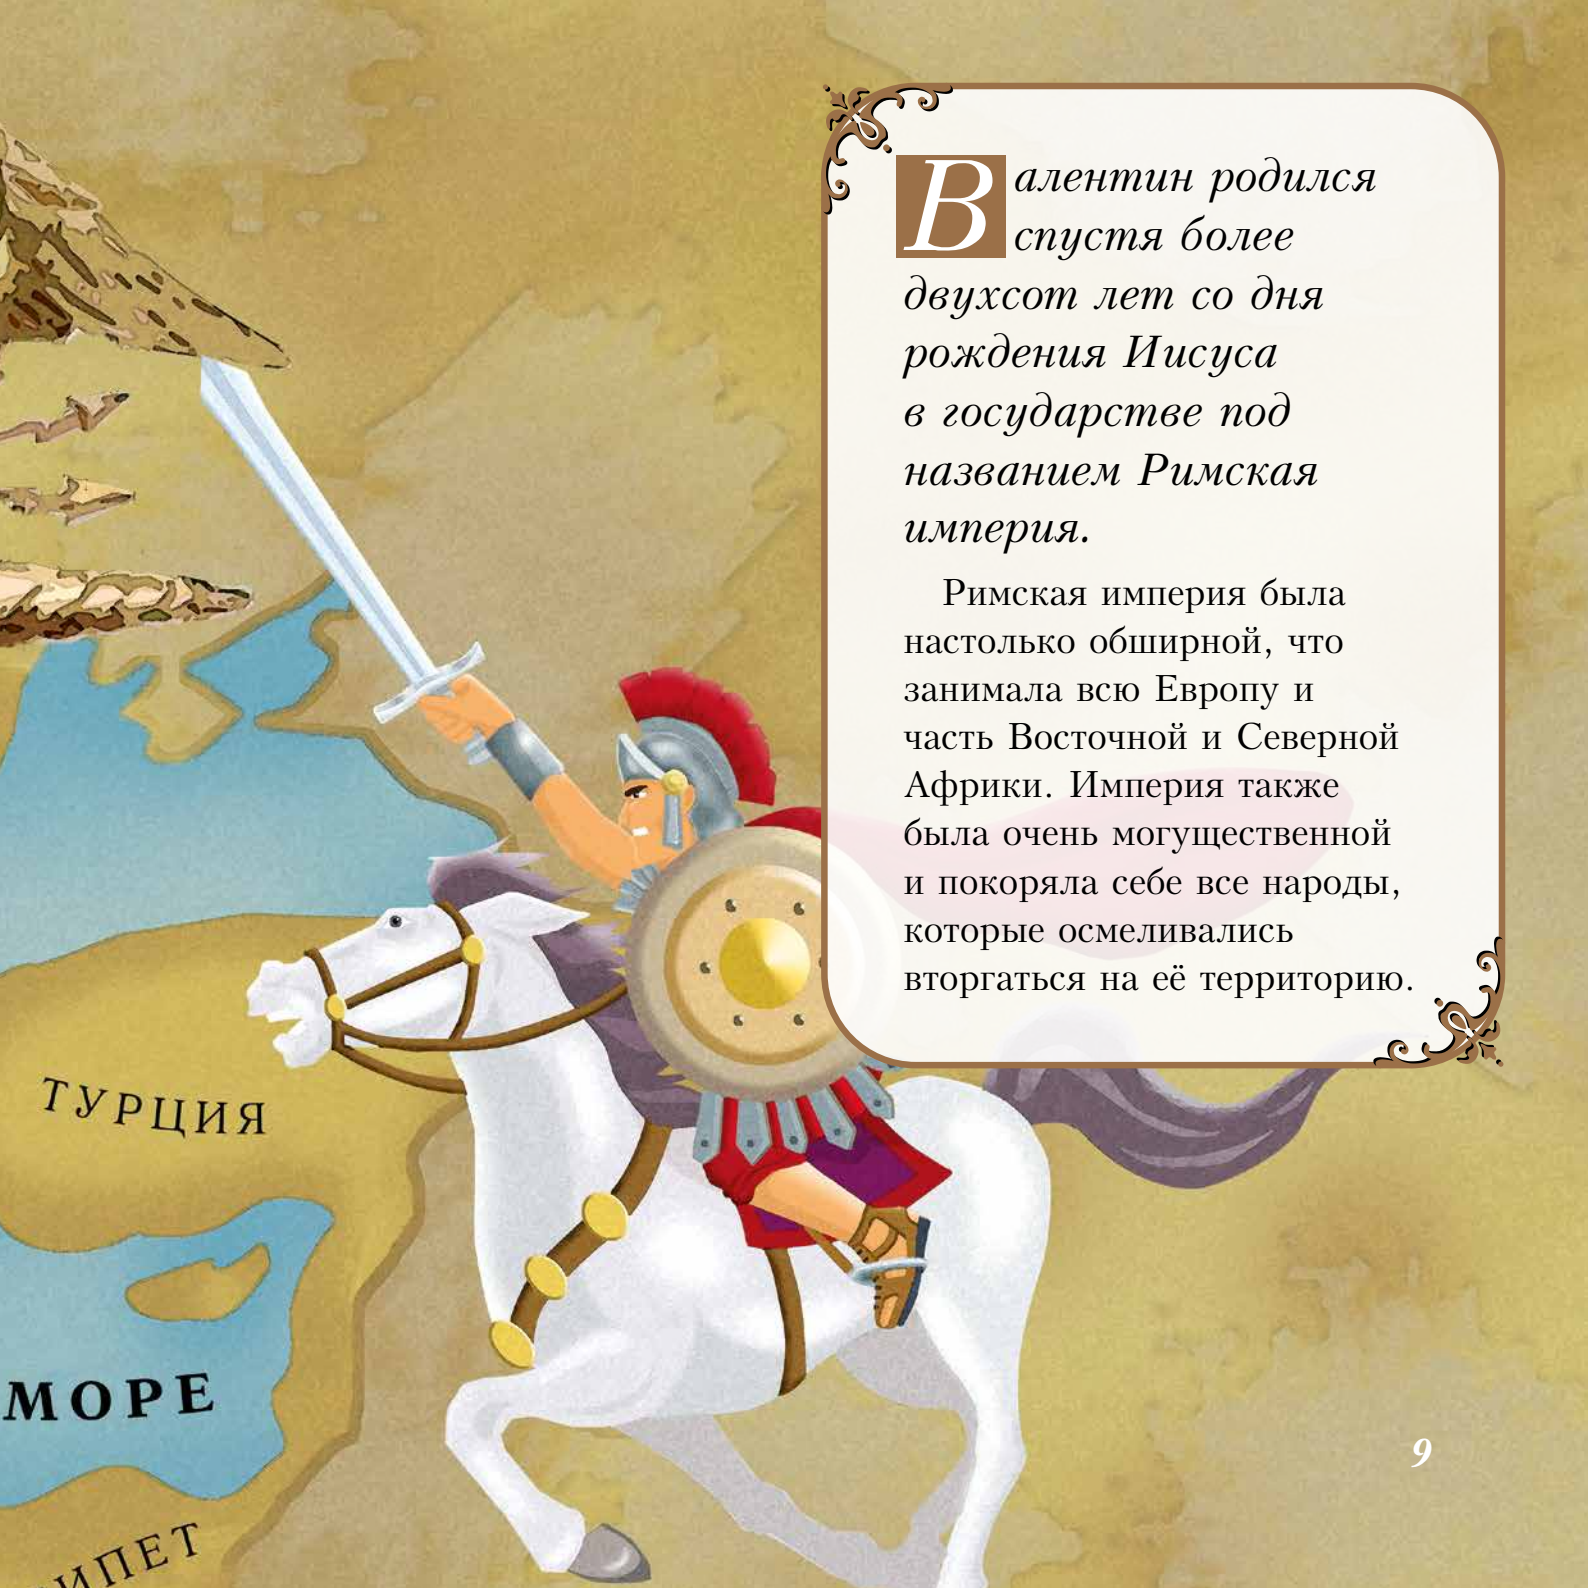 Валентин родился
спустя более
двухсот лет со дня
рождения Иисуса
в государстве под
названием Римская
империя.
Римская империя была
настолько обширной, что
занимала всю Европу и
часть Восточной и Северной
Африки. Империя также
была очень могущественной
и покоряла себе все народы,
которые осмеливались
вторгаться на её территорию.
ТУРЦИЯ
МОРЕ
ИПЕТ
9